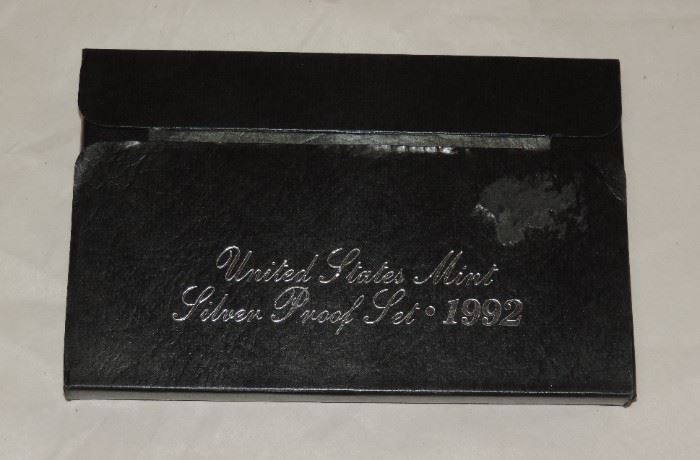 United States Mint
Silver Proof Set • 1992